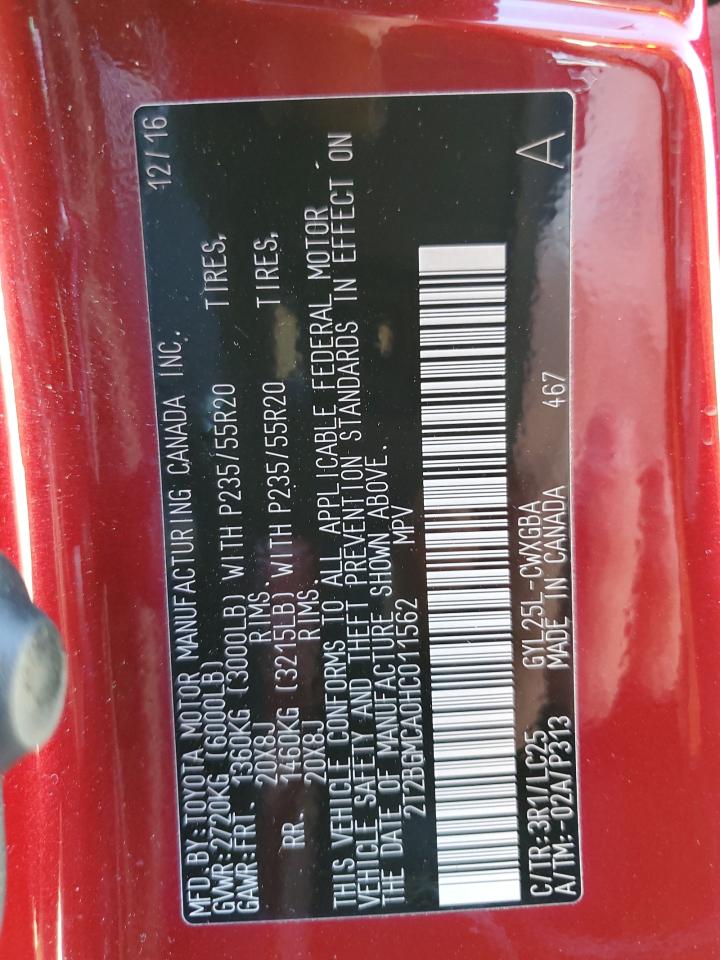 MFD.BY:TOYOTA MOTOR MANUFACTURING CANADA INC. 12/16
GVWR:2720KG (6000LB)
GAWR:FRT. 1360KG (3000LB) WITH P235/55R20 TIRES,
20X8J RIMS
RR. 1460KG (3215LB) WITH P235/55R20 TIRES,
20X8J RIMS.
THIS VEHICLE CONFORMS TO ALL APPLICABLE FEDERAL MOTOR
VEHICLE SAFETY AND THEFT PREVENTION STANDARDS IN EFFECT ON
THE DATE OF MANUFACTURE SHOWN ABOVE.
2T2BGMCA0HC011562 MPV
C/TR:3R1/LC25 GYL25L-CWXGBA A
A/TM:-02A/P313 MADE IN CANADA 467